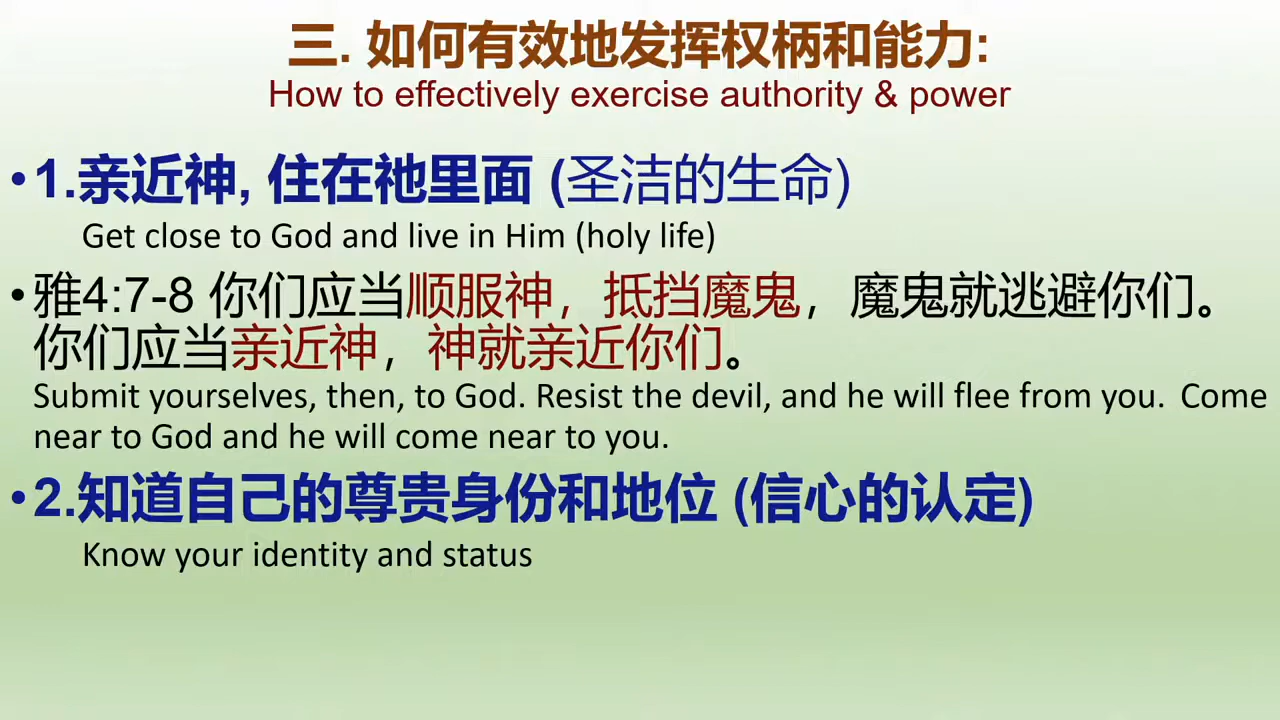 三. 如何有效地发挥权柄和能力:
How to effectively exercise authority & power
•1.亲近神, 住在祂里面 (圣洁的生命)
Get close to God and live in Him (holy life)
•雅4:7-8 你们应当顺服神，抵挡魔鬼，魔鬼就逃避你们。
你们应当亲近神，神就亲近你们。
Submit yourselves, then, to God. Resist the devil, and he will flee from you. Come
near to God and he will come near to you.
•2.知道自己的尊贵身份和地位 (信心的认定)
Know your identity and status